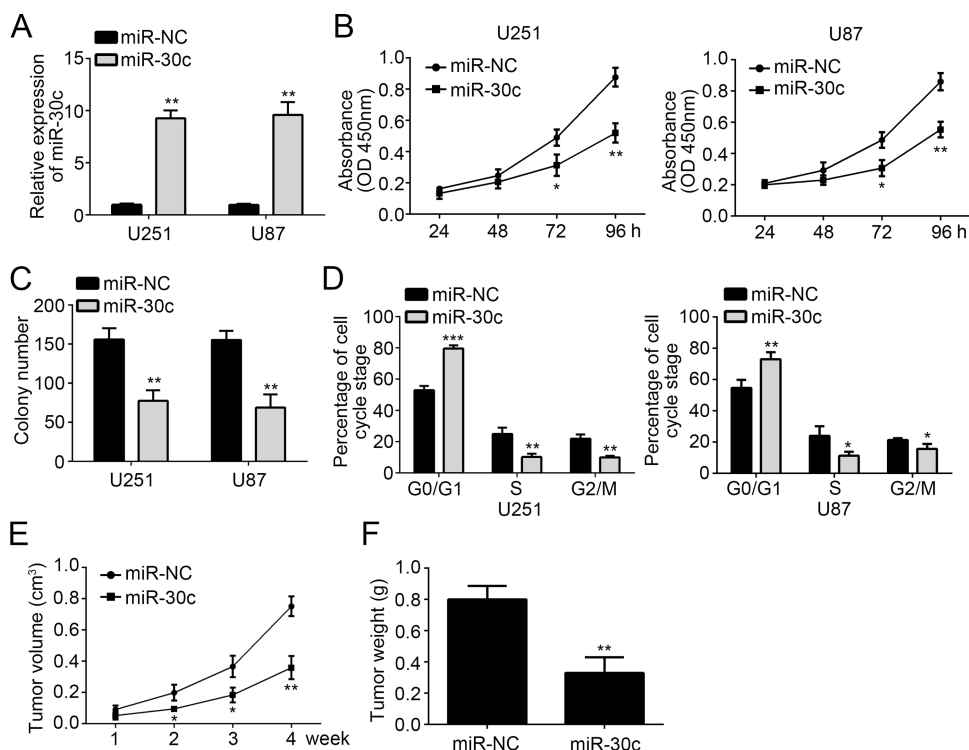 A
miR-NC
miR-30c
Relative expression
of miR-30c
15
10
5
0
**
**
U251
U87
B
U251
miR-NC
miR-30c
Absorbance
(OD 450nm)
1.0
0.8
0.6
0.4
0.2
0.0
*
**
24 48 72 96 h
U87
miR-NC
miR-30c
Absorbance
(OD 450nm)
1.0
0.8
0.6
0.4
0.2
0.0
*
**
24 48 72 96 h
C
miR-NC
miR-30c
Colony number
200
150
100
50
0
**
**
U251
U87
D
miR-NC
miR-30c
Percentage of cell
cycle stage
100
80
60
40
20
0
***
**
**
G0/G1 S G2/M
U251
miR-NC
miR-30c
Percentage of cell
cycle stage
100
80
60
40
20
0
**
*
*
G0/G1 S G2/M
U87
E
miR-NC
miR-30c
Tumor volume (cm³)
1.0
0.8
0.6
0.4
0.2
0.0
*
*
**
1 2 3 4 week
F
Tumor weight (g)
1.0
0.8
0.6
0.4
0.2
0.0
**
miR-NC
miR-30c